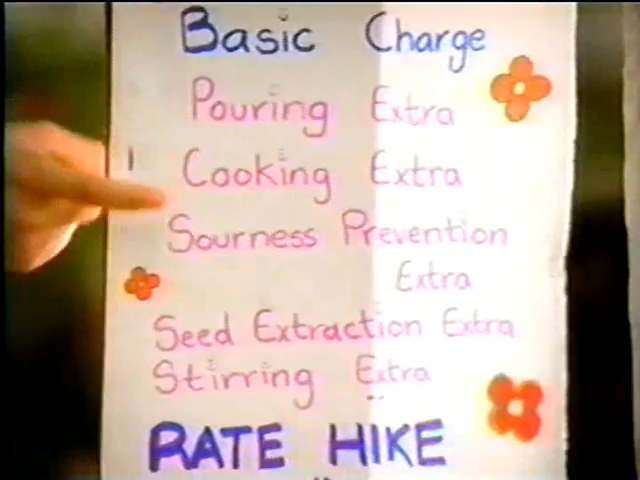 Basic Charge
Pouring Extra
Cooking Extra
Sourness Prevention
Extra
Seed Extraction Extra
Stirring Extra
RATE HIKE